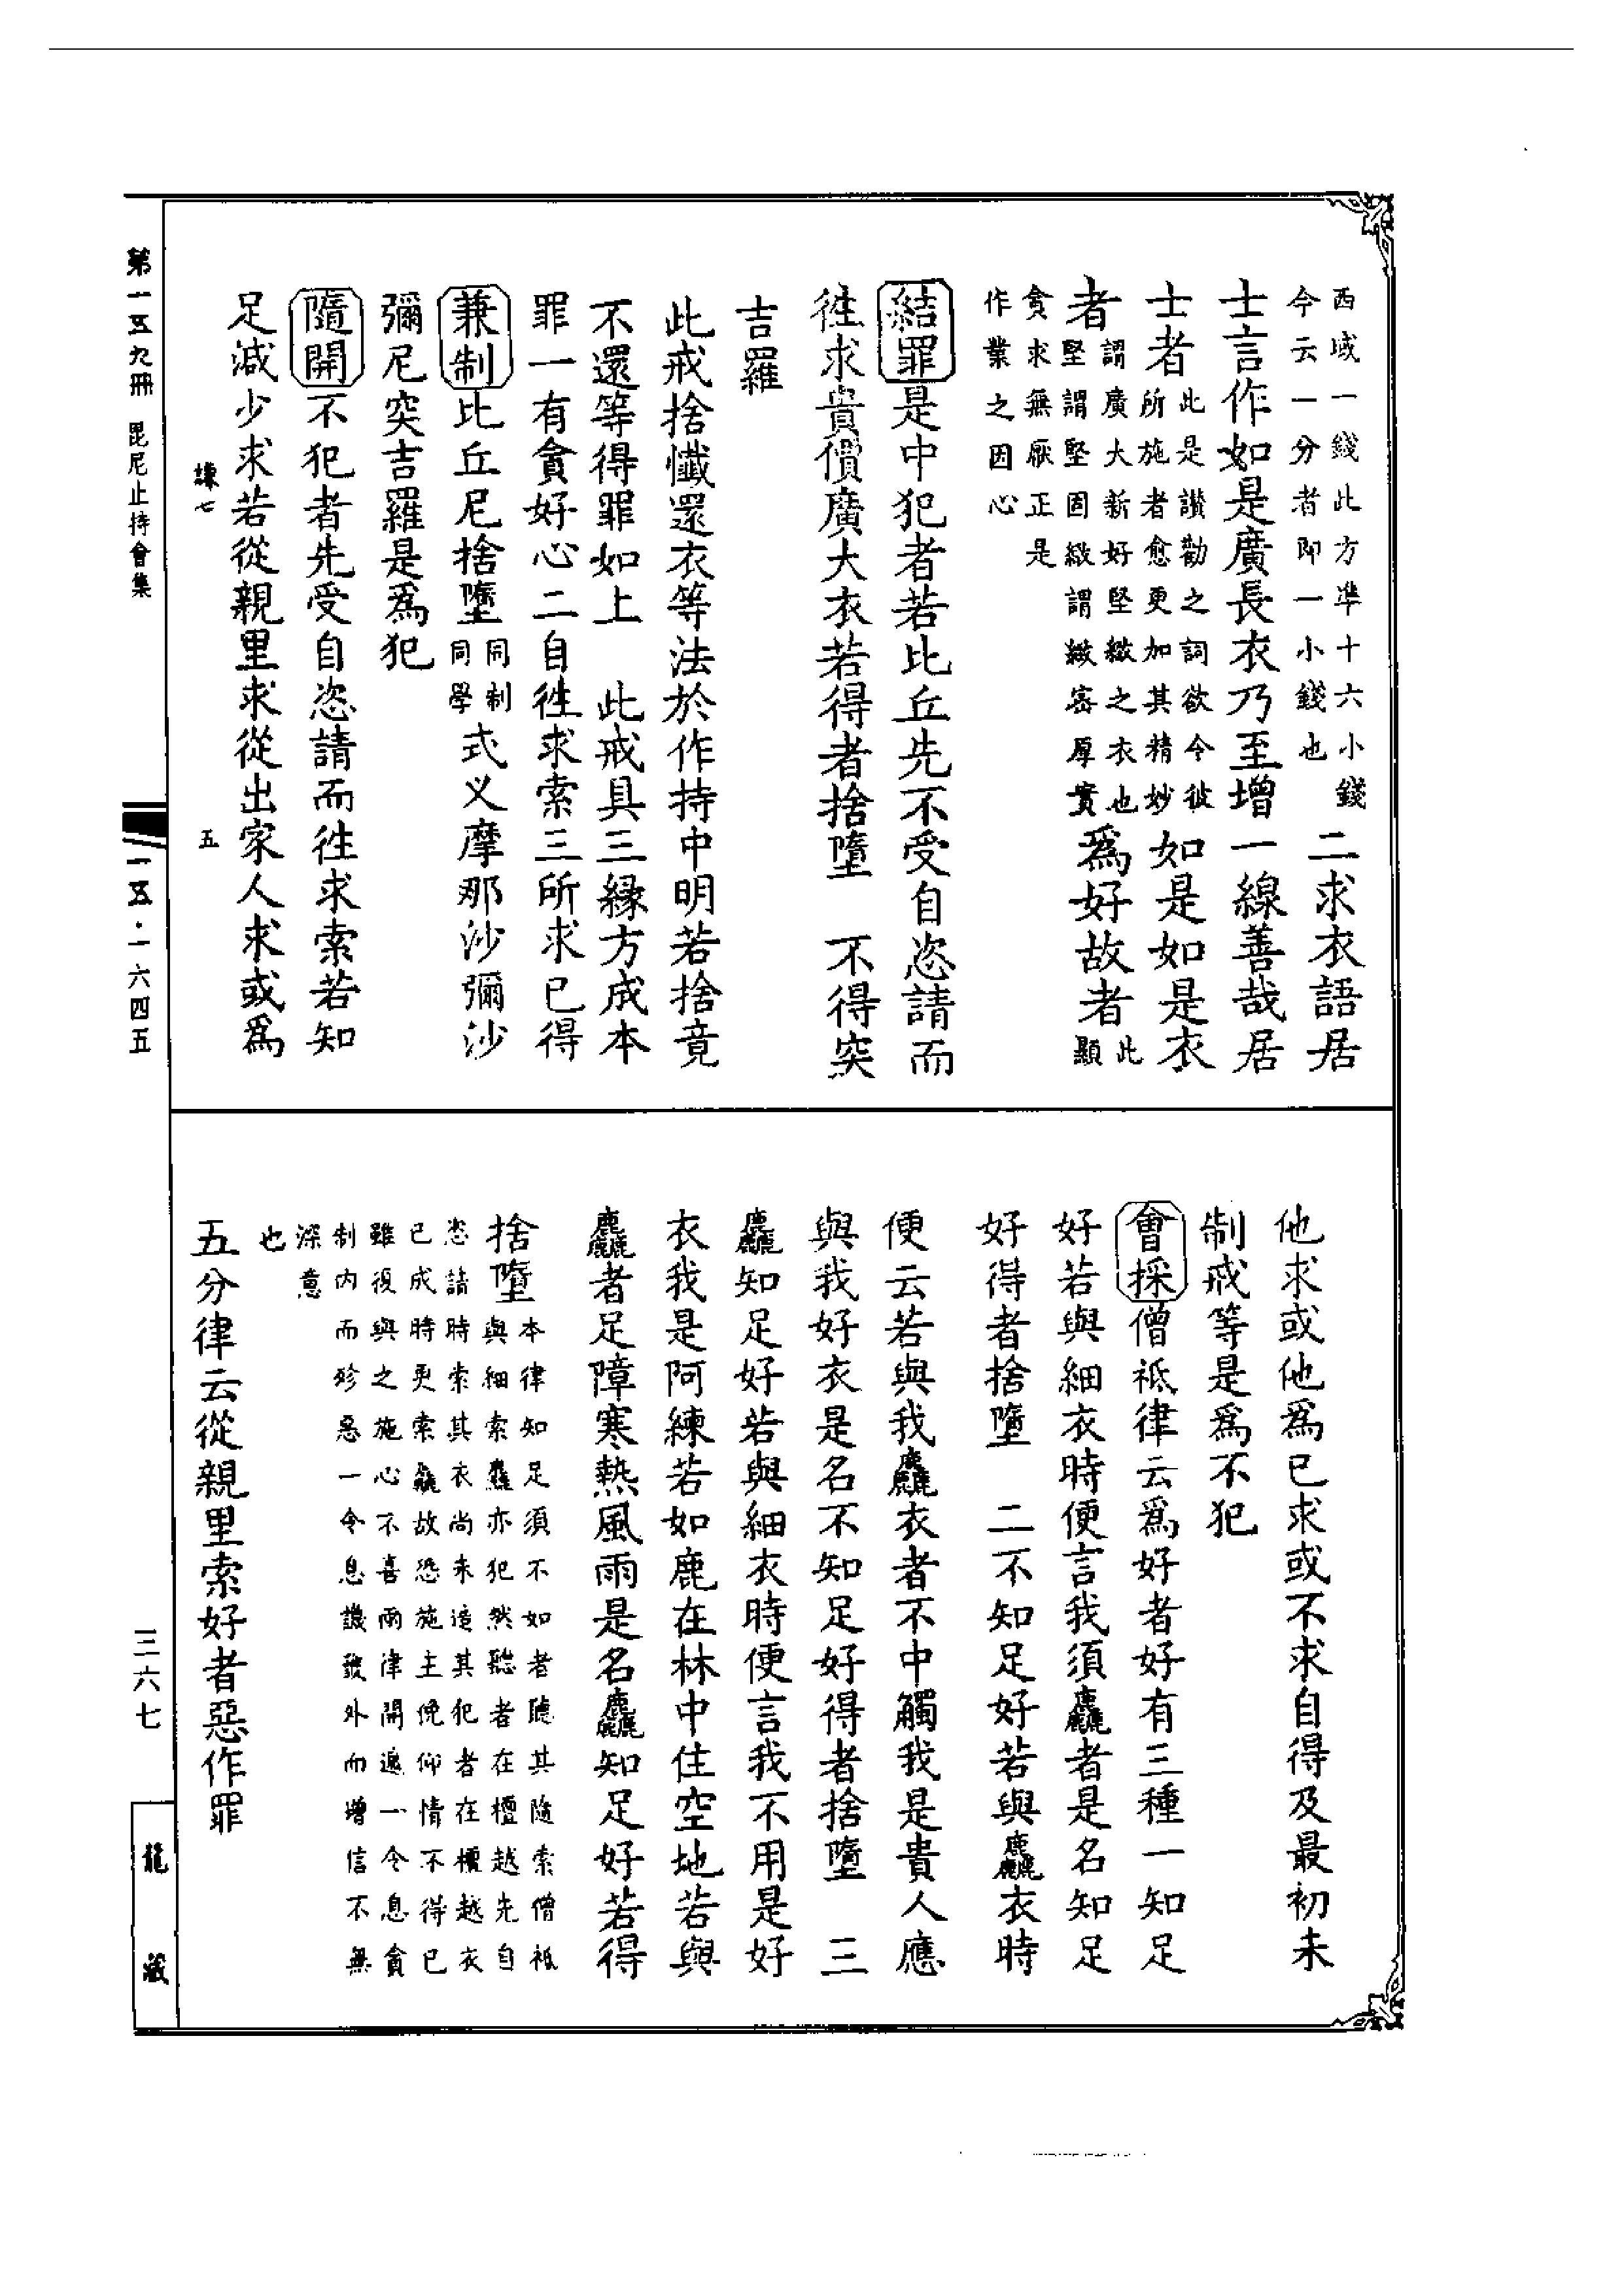 西域一錢此方準十六小錢
今云一分者即一小錢也
二求衣語居
士言作如是廣長衣乃至增一線善哉居
士者
此是讃勸之詞欲令彼
所施者愈更加其精妙
如是如是衣
者
謂廣大新好堅緻之衣也
堅謂堅固緻謂緻密厚實
爲好故者
此
顯
貪求無厭正是
作業之因心
結罪是中犯者若比丘先不受自恣請而
徃求貴價廣大衣若得者捨墮　不得突
吉羅
此戒捨懺還衣等法於作持中明若捨竟
不還等得罪如上　此戒具三緣方成本
罪一有貪好心二自徃求索三所求已得
兼制比丘尼捨墮
同制
同學
式义摩那沙彌沙
彌尼突吉羅是爲犯
隨開不犯者先受自恣請而徃求索若知
足減少求若從親里求從出家人求或爲
他求或他爲已求或不求自得及最初未
制戒等是爲不犯
會採僧祇律云爲好者好有三種一知足
好若與細衣時便言我須麤者是名知足
好得者捨墮　二不知足好若與麤衣時
便云若與我麤衣者不中觸我是貴人應
與我好衣是名不知足好得者捨墮　三
麤知足好若與細衣時便言我不用是好
衣我是阿練若如鹿在林中住空地若與
麤者足障寒熱風雨是名麤知足好若得
捨墮
本律知足須不如者聽其隨索僧祇
與細索麤亦犯然聽者在檀越先自
恣請時索其衣尚未造其犯者在檀越衣
已成時更索麤故恐施主俛仰情不得已
雖復與之施心不喜兩律開遮一令息貪
制内而殄惡一令息譏發外而增信不無
深意
也
五分律云從親里索好者惡作罪
第一五九冊　毘尼止持會集
㨂七
五
一五·一六四五
三六七
龍藏